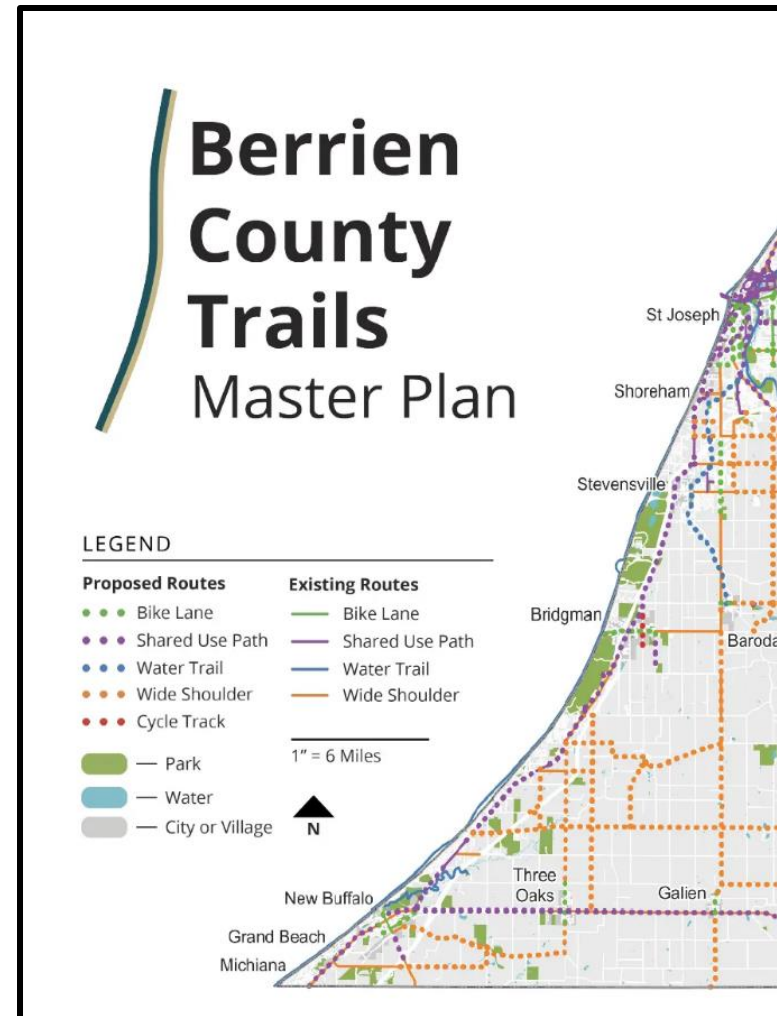 Berrien
County
Trails
Master Plan
LEGEND
Proposed Routes
Bike Lane
Shared Use Path
Water Trail
Wide Shoulder
Cycle Track
Existing Routes
Bike Lane
Shared Use Path
Water Trail
Wide Shoulder
— Park
— Water
— City or Village
1” = 6 Miles
N
St Joseph
Shoreham
Stevensville
Bridgman
Baroda
Three
Oaks
Galien
New Buffalo
Grand Beach
Michiana